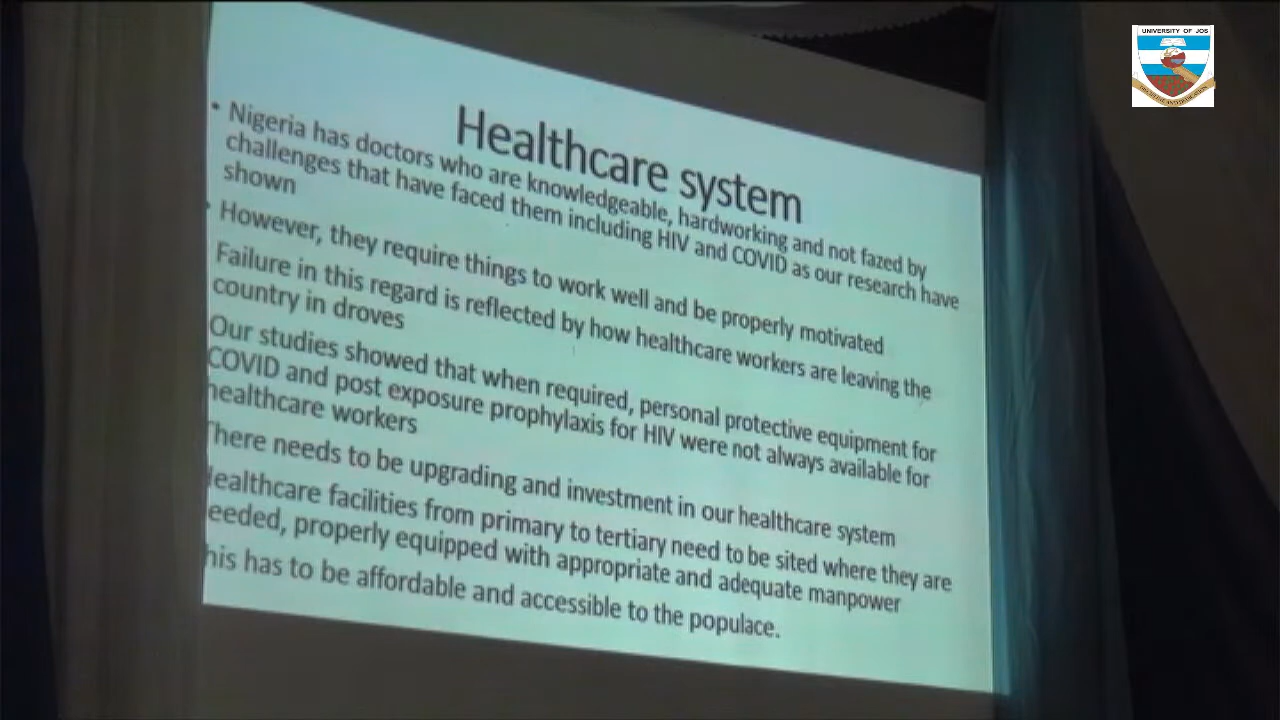 UNIVERSITY OF JOS
Healthcare system
• Nigeria has doctors who are knowledgeable, hardworking and not fazed by
challenges that have faced them including HIV and COVID as our research have
shown
• However, they require things to work well and be properly motivated
Failure in this regard is reflected by how healthcare workers are leaving the
country in droves
Our studies showed that when required, personal protective equipment for
COVID and post exposure prophylaxis for HIV were not always available for
healthcare workers
There needs to be upgrading and investment in our healthcare system
ealthcare facilities from primary to tertiary need to be sited where they are
eeded, properly equipped with appropriate and adequate manpower
his has to be affordable and accessible to the populace.